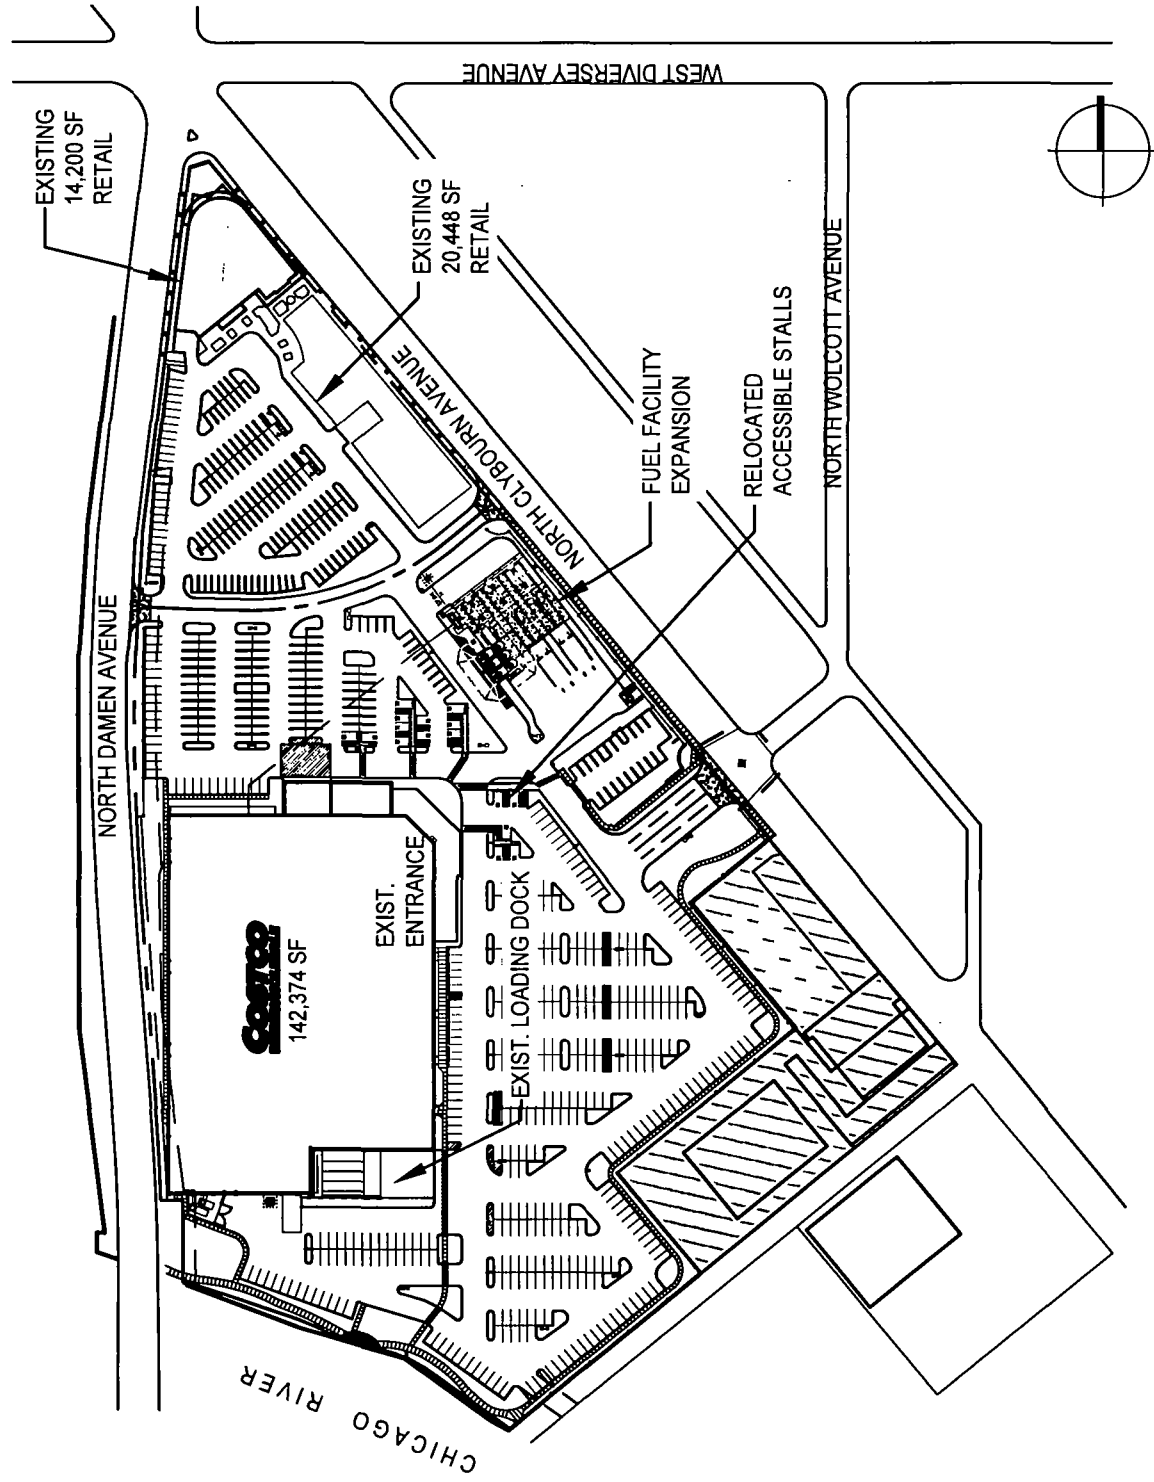 WEST DIVERSEY AVENUE
EXISTING
14,200 SF
RETAIL
EXISTING
20,448 SF
RETAIL
NORTH CLYBOURN AVENUE
NORTH WOLCOTT AVENUE
FUEL FACILITY
EXPANSION
RELOCATED
ACCESSIBLE STALLS
NORTH DAMEN AVENUE
EXIST.
ENTRANCE
COSTCO
142,374 SF
EXIST. LOADING DOCK
CHICAGO RIVER